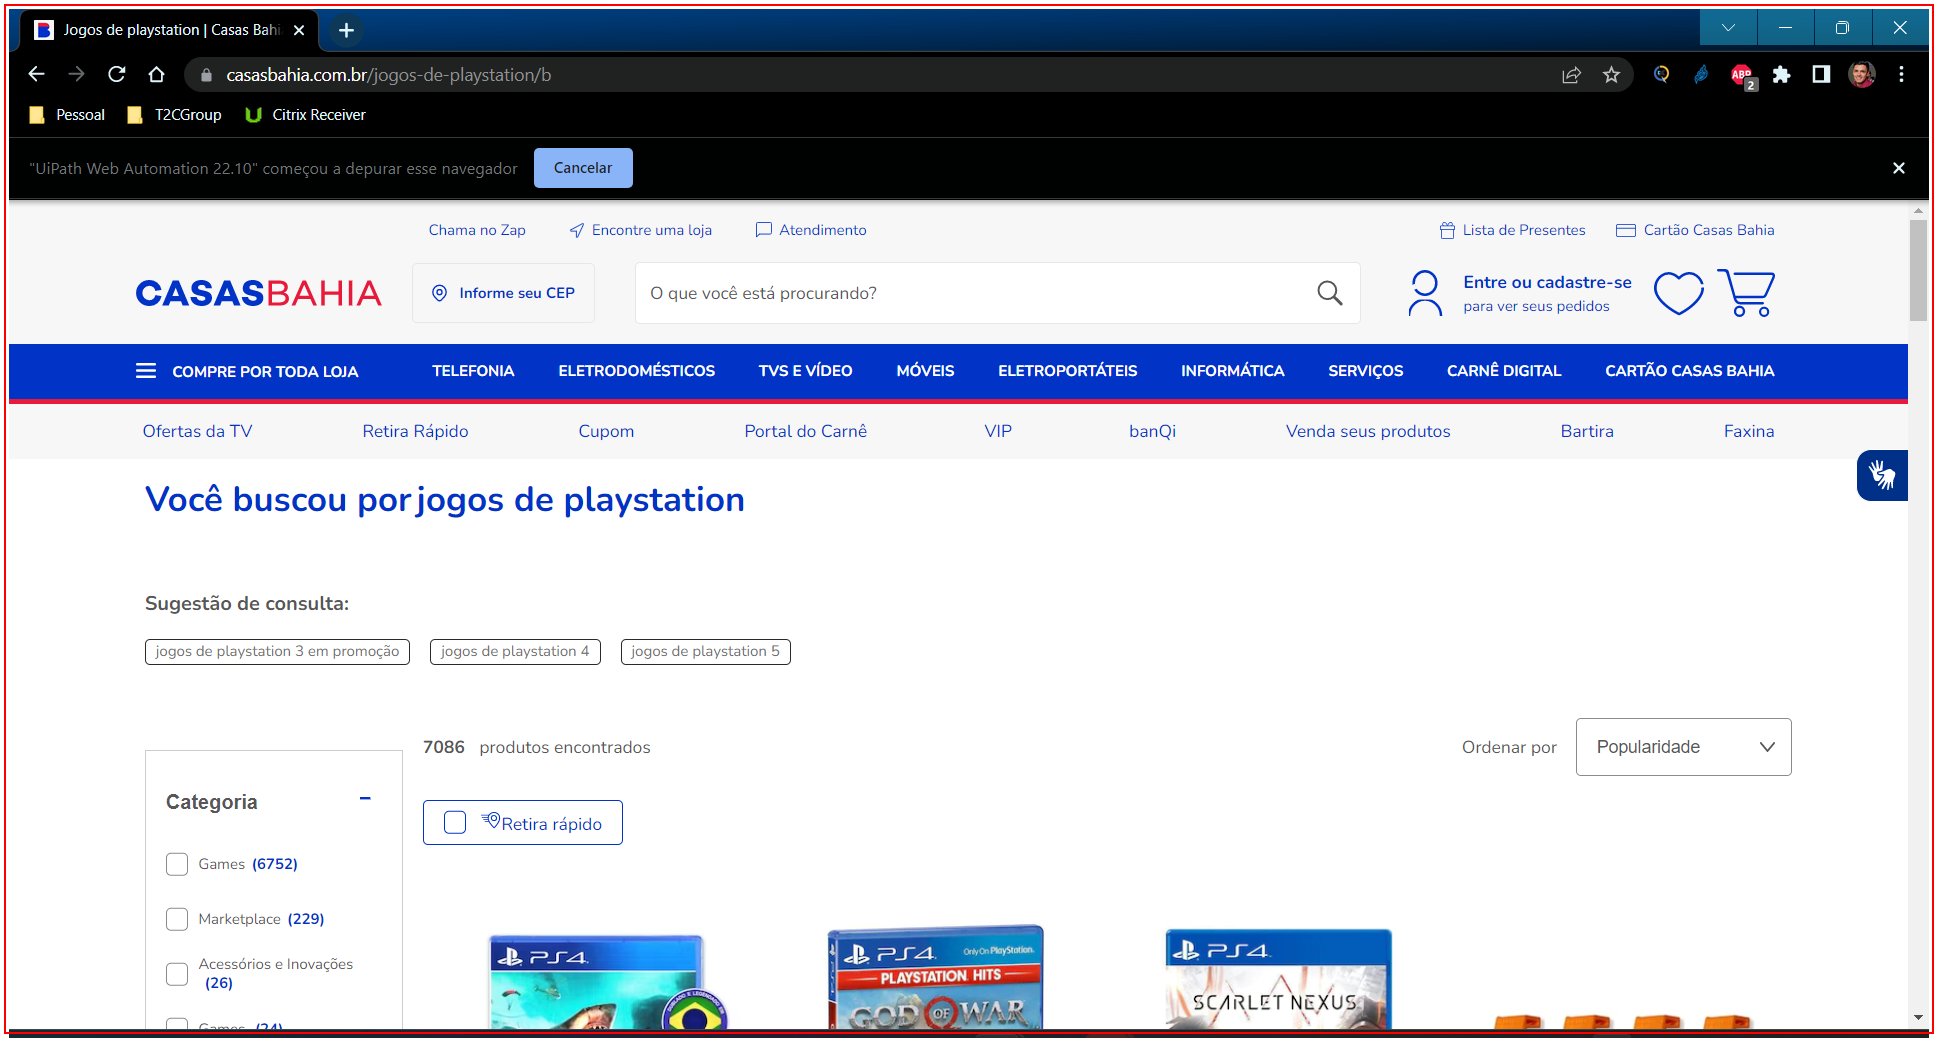 Jogos de playstation | Casas Bahi
casasbahia.com.br/jogos-de-playstation/b
ABP
2
Pessoal
T2CGroup
Citrix Receiver
"UiPath Web Automation 22.10" começou a depurar esse navegador
Cancelar
Chama no Zap
Encontre uma loja
Atendimento
Lista de Presentes
Cartão Casas Bahia
CASASBAHIA
Informe seu CEP
O que você está procurando?
Entre ou cadastre-se
para ver seus pedidos
COMPRE POR TODA LOJA
TELEFONIA
ELETRODOMÉSTICOS
TVS E VÍDEO
MÓVEIS
ELETROPORTÁTEIS
INFORMÁTICA
SERVIÇOS
CARNÊ DIGITAL
CARTÃO CASAS BAHIA
Ofertas da TV
Retira Rápido
Cupom
Portal do Carnê
VIP
banQi
Venda seus produtos
Bartira
Faxina
Você buscou por jogos de playstation
Sugestão de consulta:
jogos de playstation 3 em promoção
jogos de playstation 4
jogos de playstation 5
7086 produtos encontrados
Ordenar por
Popularidade
Categoria
Retira rápido
Games (6752)
Marketplace (229)
Acessórios e Inovações
(26)
Games (24)
PS4
PS4
Only On PlayStation.
PLAYSTATION HITS
GOD OF WAR
PS4
SCARLET NEXUS